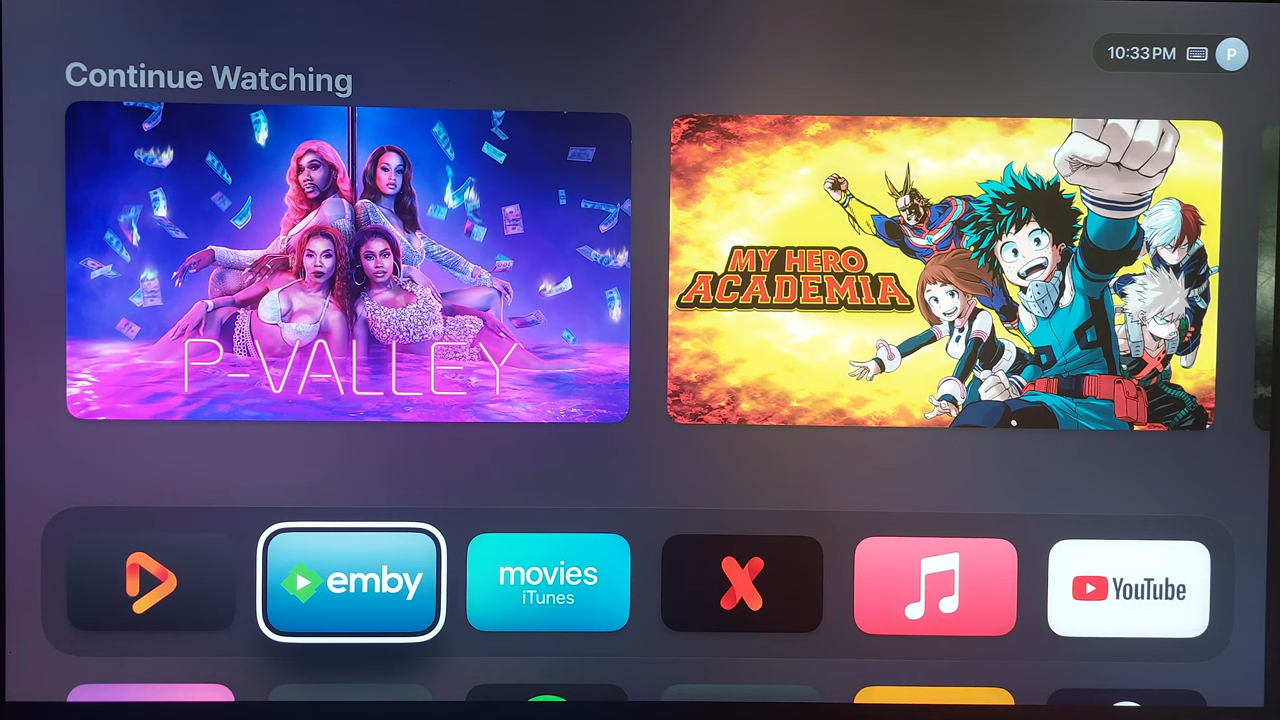 10:33 PM
P
Continue Watching
P-VALLEY
MY HERO
ACADEMIA
emby
movies
iTunes
YouTube